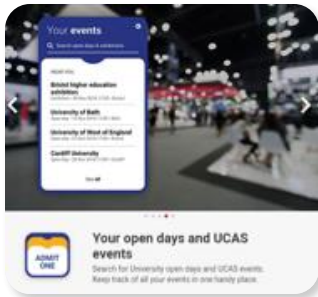 Your events
Search open days & exhibitions
NEAR YOU
Bristol higher education
exhibition
University of Bath
University of West of England
Cardiff University
See all
ADMIT
ONE
Your open days and UCAS
events
Search for University open days and UCAS events.
Keep track of all your events in one handy place.